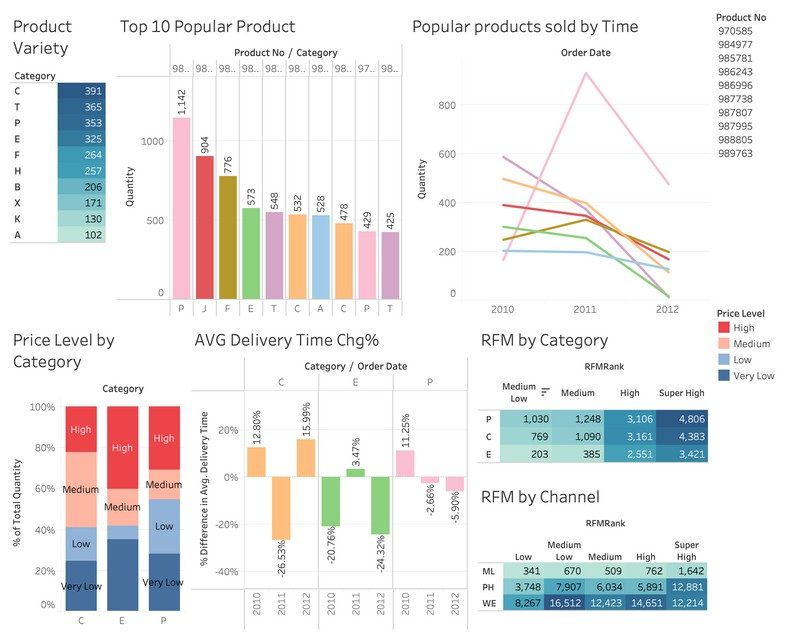 Product
Variety
Category
C 391
T 365
P 353
E 325
F 264
H 257
B 206
X 171
K 130
A 102
Top 10 Popular Product
Product No / Category
98.. 98.. 98.. 98.. 98.. 98.. 98.. 98.. 97.. 98..
Quantity
1000
500
0
1,142
904
776
573
548
532
528
478
429
425
P J F E T C A C P T
Popular products sold by Time
Order Date
Quantity
800
600
400
200
0
2010 2011 2012
Product No
970585
984977
985781
986243
986996
987738
987807
987995
988805
989763
Price Level
High
Medium
Low
Very Low
Price Level by
Category
Category
% of Total Quantity
100%
80%
60%
40%
20%
0%
High
Medium
Low
Very Low
High
Medium
High
Medium
Low
Very Low
C E P
AVG Delivery Time Chg%
Category / Order Date
C E P
% Difference in Avg. Delivery Time
20%
0%
-20%
-40%
12.80%
-26.53%
15.99%
-20.76%
3.47%
-24.32%
11.25%
-2.66%
-5.90%
2010 2011 2012 2010 2011 2012 2010 2011 2012
RFM by Category
RFMRank
Medium
Low Medium High Super High
P 1,030 1,248 3,106 4,806
C 769 1,090 3,161 4,383
E 203 385 2,551 3,421
RFM by Channel
RFMRank
Low Medium
Low Medium High Super
High
ML 341 670 509 762 1,642
PH 3,748 7,907 6,034 5,891 12,881
WE 8,267 16,512 12,423 14,651 12,214